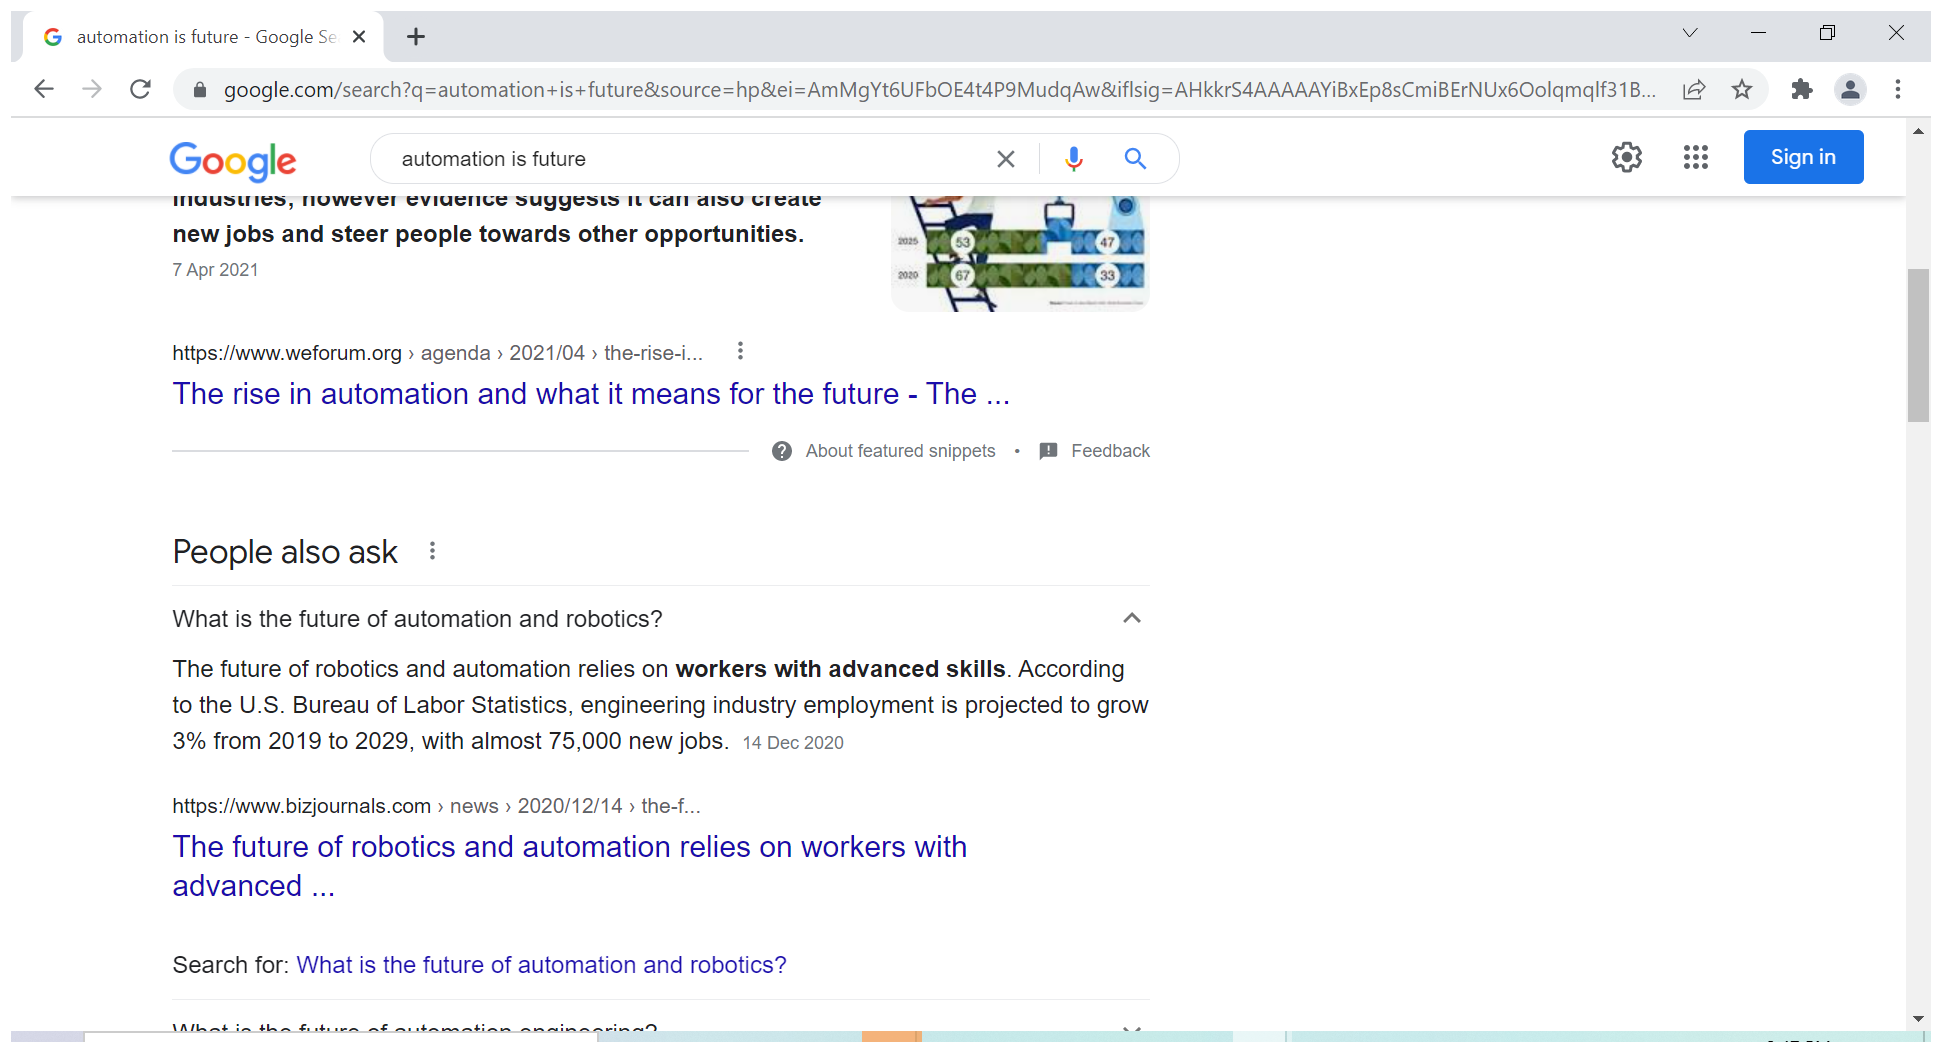 automation is future - Google Se
google.com/search?q=automation+is+future&source=hp&ei=AmMgYt6UFbOE4t4P9MudqAw&iflsig=AHkkrS4AAAAAYiBxEp8sCmiBErNUx6Oolqmqlf31B...
Google
automation is future
Sign in
industries, however evidence suggests it can also create
new jobs and steer people towards other opportunities.
7 Apr 2021
2025 53 47
2020 67 33
https://www.weforum.org › agenda › 2021/04 › the-rise-i...
The rise in automation and what it means for the future - The ...
About featured snippets • Feedback
People also ask
What is the future of automation and robotics?
The future of robotics and automation relies on workers with advanced skills. According
to the U.S. Bureau of Labor Statistics, engineering industry employment is projected to grow
3% from 2019 to 2029, with almost 75,000 new jobs. 14 Dec 2020
https://www.bizjournals.com › news › 2020/12/14 › the-f...
The future of robotics and automation relies on workers with
advanced ...
Search for: What is the future of automation and robotics?
What is the future of automation engineering?